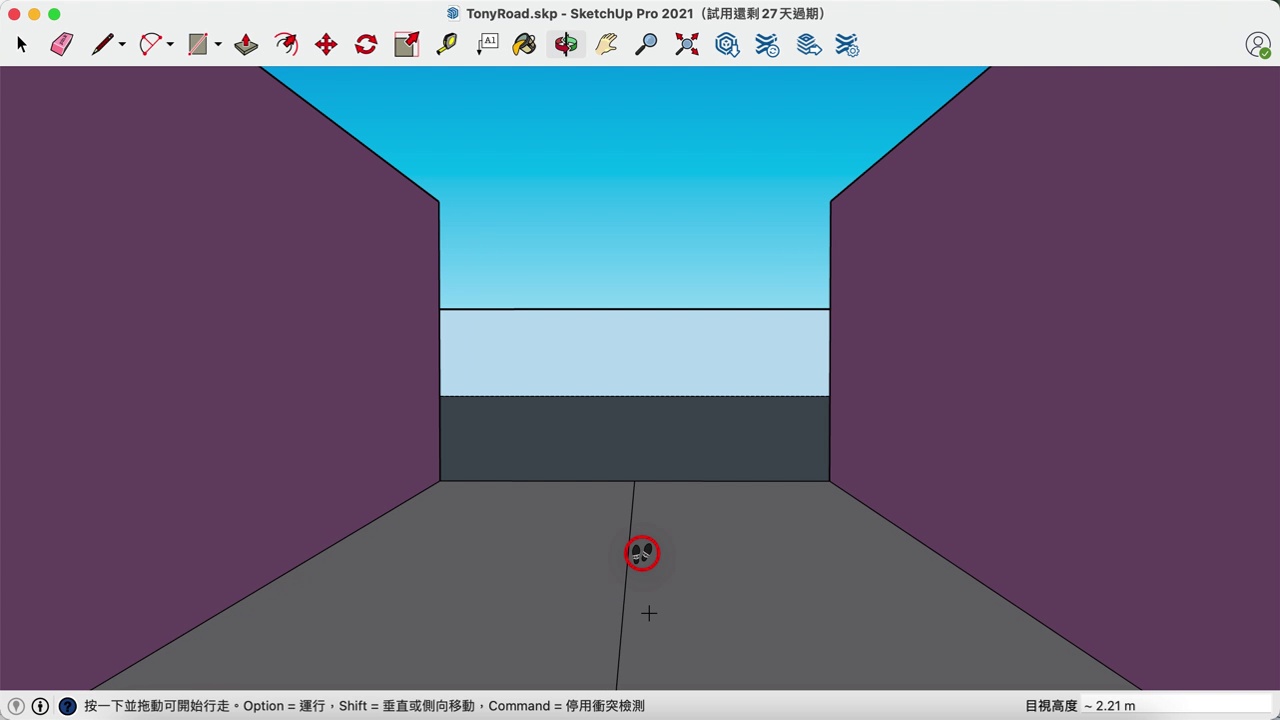 TonyRoad.skp - SketchUp Pro 2021（試用還剩 27 天過期）
A1
按一下並拖動可開始行走。Option = 運行，Shift = 垂直或側向移動，Command = 停用衝突檢測
目視高度 ~ 2.21 m